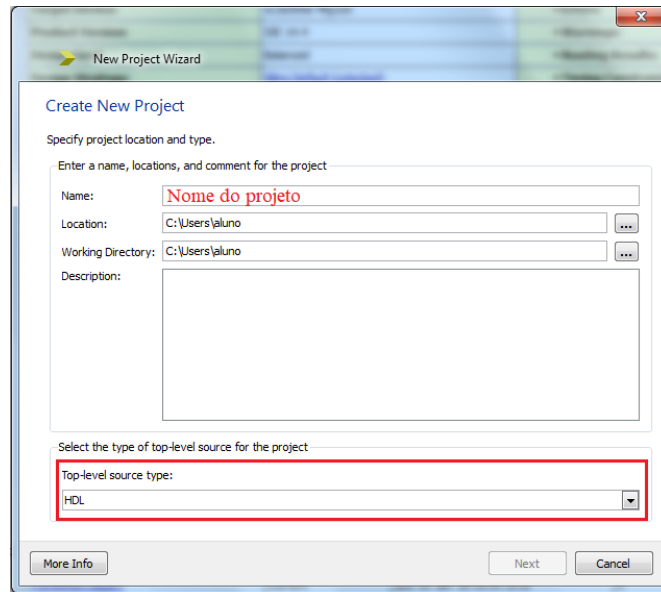 New Project Wizard
Create New Project
Specify project location and type.
Enter a name, locations, and comment for the project
Name: Nome do projeto
Location: C:\Users\aluno ...
Working Directory: C:\Users\aluno ...
Description:
Select the type of top-level source for the project
Top-level source type:
HDL
More Info Next Cancel